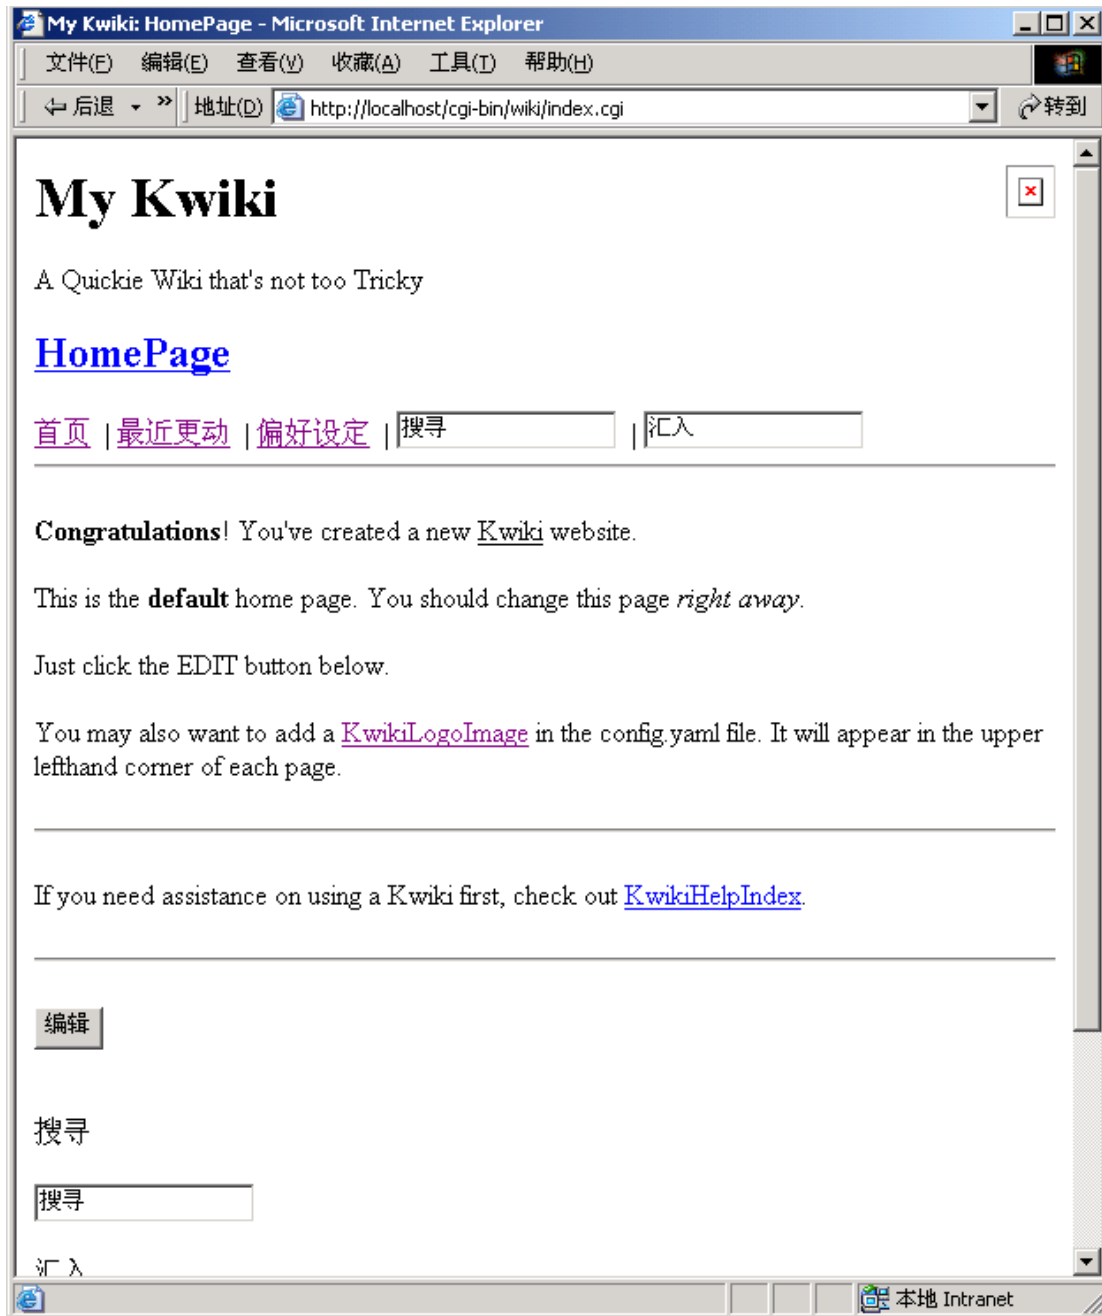 My Kwiki: HomePage - Microsoft Internet Explorer
文件(F) 编辑(E) 查看(V) 收藏(A) 工具(T) 帮助(H)
后退 » 地址(D) http://localhost/cgi-bin/wiki/index.cgi 转到
My Kwiki
A Quickie Wiki that's not too Tricky
HomePage
首页 | 最近更动 | 偏好设定 | 搜寻 | 汇入
Congratulations! You've created a new Kwiki website.
This is the default home page. You should change this page right away.
Just click the EDIT button below.
You may also want to add a KwikiLogoImage in the config.yaml file. It will appear in the upper
lefthand corner of each page.
If you need assistance on using a Kwiki first, check out KwikiHelpIndex.
编辑
搜寻
搜寻
汇入
本地 Intranet